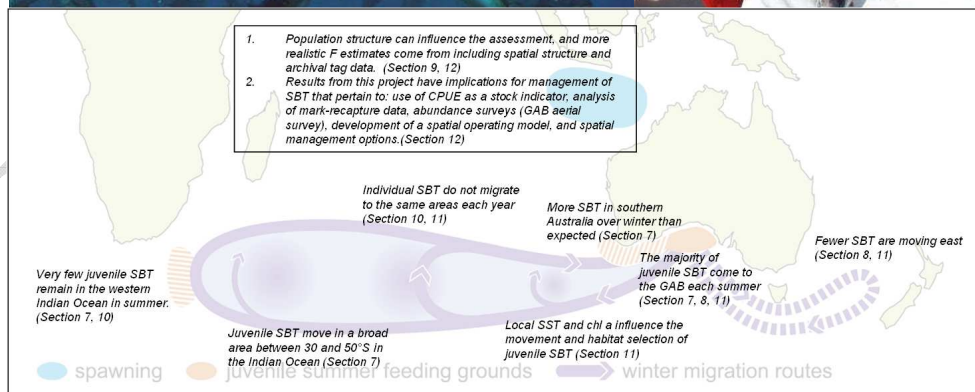 1. Population structure can influence the assessment, and more
realistic F estimates come from including spatial structure and
archival tag data. (Section 9, 12)
2. Results from this project have implications for management of
SBT that pertain to: use of CPUE as a stock indicator, analysis
of mark-recapture data, abundance surveys (GAB aerial
survey), development of a spatial operating model, and spatial
management options.(Section 12)
Individual SBT do not migrate
to the same areas each year
(Section 10, 11)
More SBT in southern
Australia over winter than
expected (Section 7)
Fewer SBT are moving east
(Section 8, 11)
Very few juvenile SBT
remain in the western
Indian Ocean in summer.
(Section 7, 10)
The majority of
juvenile SBT come to
the GAB each summer
(Section 7, 8, 11)
Juvenile SBT move in a broad
area between 30 and 50°S in
the Indian Ocean (Section 7)
Local SST and chl a influence the
movement and habitat selection of
juvenile SBT (Section 11)
spawning
juvenile summer feeding grounds
winter migration routes